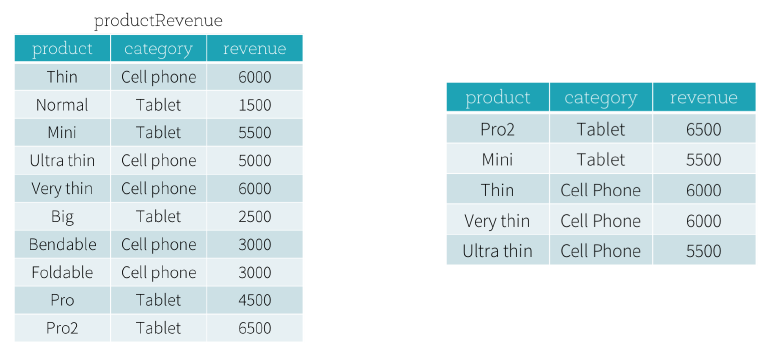 productRevenue
product category revenue
Thin Cell phone 6000
Normal Tablet 1500
Mini Tablet 5500
Ultra thin Cell phone 5000
Very thin Cell phone 6000
Big Tablet 2500
Bendable Cell phone 3000
Foldable Cell phone 3000
Pro Tablet 4500
Pro2 Tablet 6500
product category revenue
Pro2 Tablet 6500
Mini Tablet 5500
Thin Cell Phone 6000
Very thin Cell Phone 6000
Ultra thin Cell Phone 5500